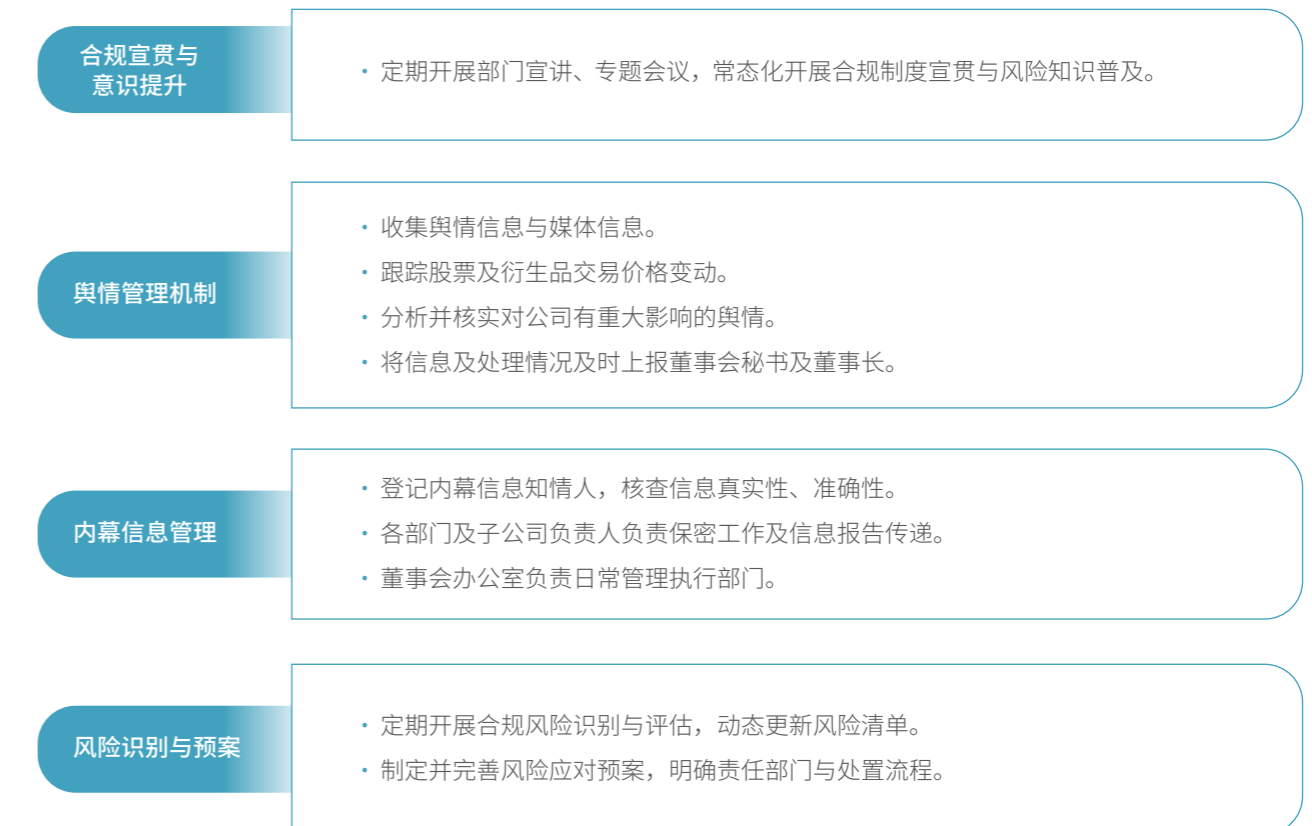 合规宣贯与
意识提升
· 定期开展部门宣讲、专题会议，常态化开展合规制度宣贯与风险知识普及。
舆情管理机制
· 收集舆情信息与媒体信息。
· 跟踪股票及衍生品交易价格变动。
· 分析并核实对公司有重大影响的舆情。
· 将信息及处理情况及时上报董事会秘书及董事长。
内幕信息管理
· 登记内幕信息知情人，核查信息真实性、准确性。
· 各部门及子公司负责人负责保密工作及信息报告传递。
· 董事会办公室负责日常管理执行部门。
风险识别与预案
· 定期开展合规风险识别与评估，动态更新风险清单。
· 制定并完善风险应对预案，明确责任部门与处置流程。